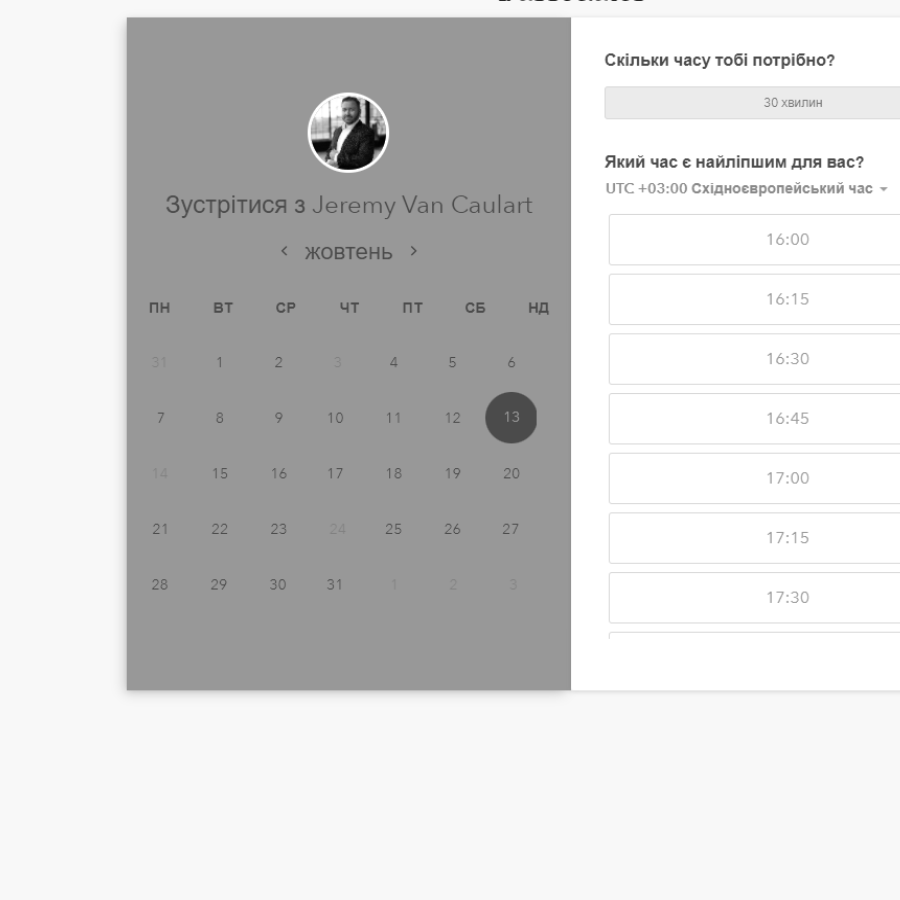 Зустрітися з Jeremy Van Caulart
жовтень
ПН ВТ СР ЧТ ПТ СБ НД
31 1 2 3 4 5 6
7 8 9 10 11 12 13
14 15 16 17 18 19 20
21 22 23 24 25 26 27
28 29 30 31 1 2 3
Скільки часу тобі потрібно?
30 хвилин
Який час є найліпшим для вас?
UTC +03:00 Східноєвропейський час
16:00
16:15
16:30
16:45
17:00
17:15
17:30